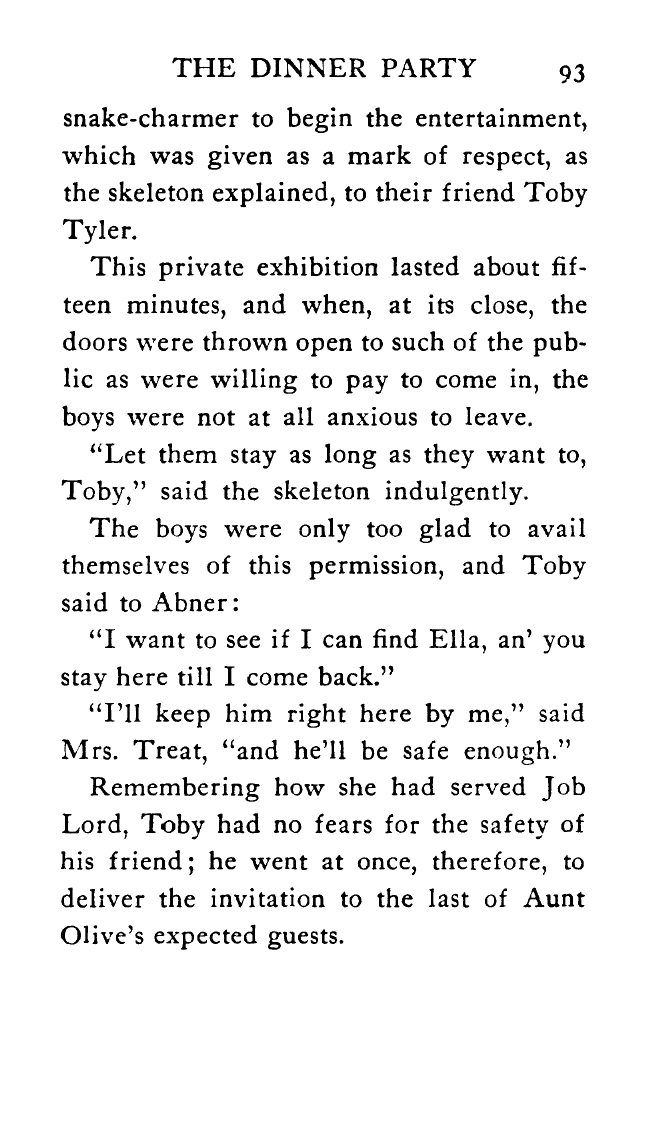 THE DINNER PARTY 93
snake-charmer to begin the entertainment,
which was given as a mark of respect, as
the skeleton explained, to their friend Toby
Tyler.
This private exhibition lasted about fif-
teen minutes, and when, at its close, the
doors were thrown open to such of the pub-
lic as were willing to pay to come in, the
boys were not at all anxious to leave.
“Let them stay as long as they want to,
Toby,” said the skeleton indulgently.
The boys were only too glad to avail
themselves of this permission, and Toby
said to Abner:
“I want to see if I can find Ella, an’ you
stay here till I come back.”
“I’ll keep him right here by me,” said
Mrs. Treat, “and he’ll be safe enough.”
Remembering how she had served Job
Lord, Toby had no fears for the safety of
his friend; he went at once, therefore, to
deliver the invitation to the last of Aunt
Olive’s expected guests.